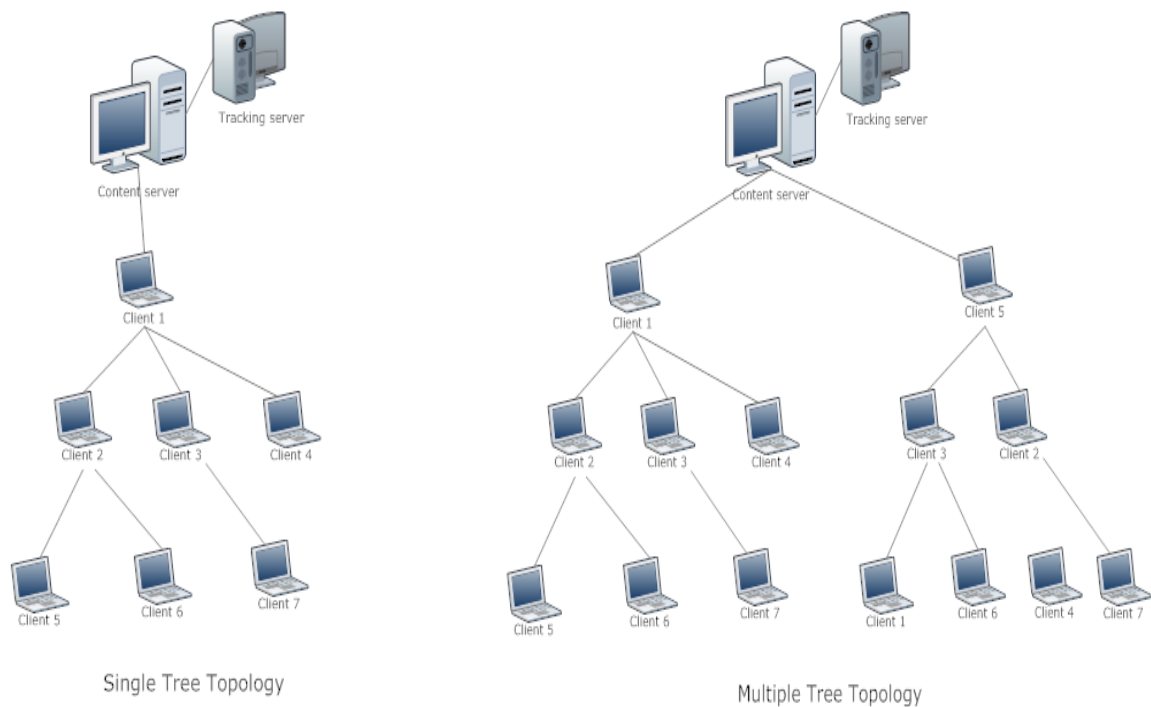 Tracking server
Content server
Client 1
Client 2
Client 3
Client 4
Client 5
Client 6
Client 7
Single Tree Topology
Tracking server
Content server
Client 1
Client 5
Client 2
Client 3
Client 4
Client 3
Client 2
Client 5
Client 6
Client 7
Client 1
Client 6
Client 4
Client 7
Multiple Tree Topology